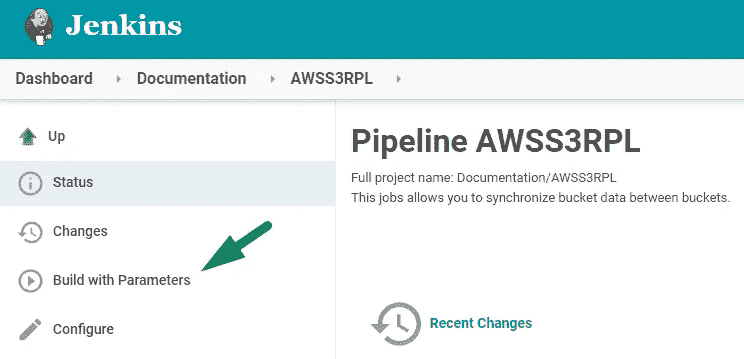 Jenkins
Dashboard Documentation AWSS3RPL
Up
Status
Changes
Build with Parameters
Configure
Pipeline AWSS3RPL
Full project name: Documentation/AWSS3RPL
This jobs allows you to synchronize bucket data between buckets.
Recent Changes